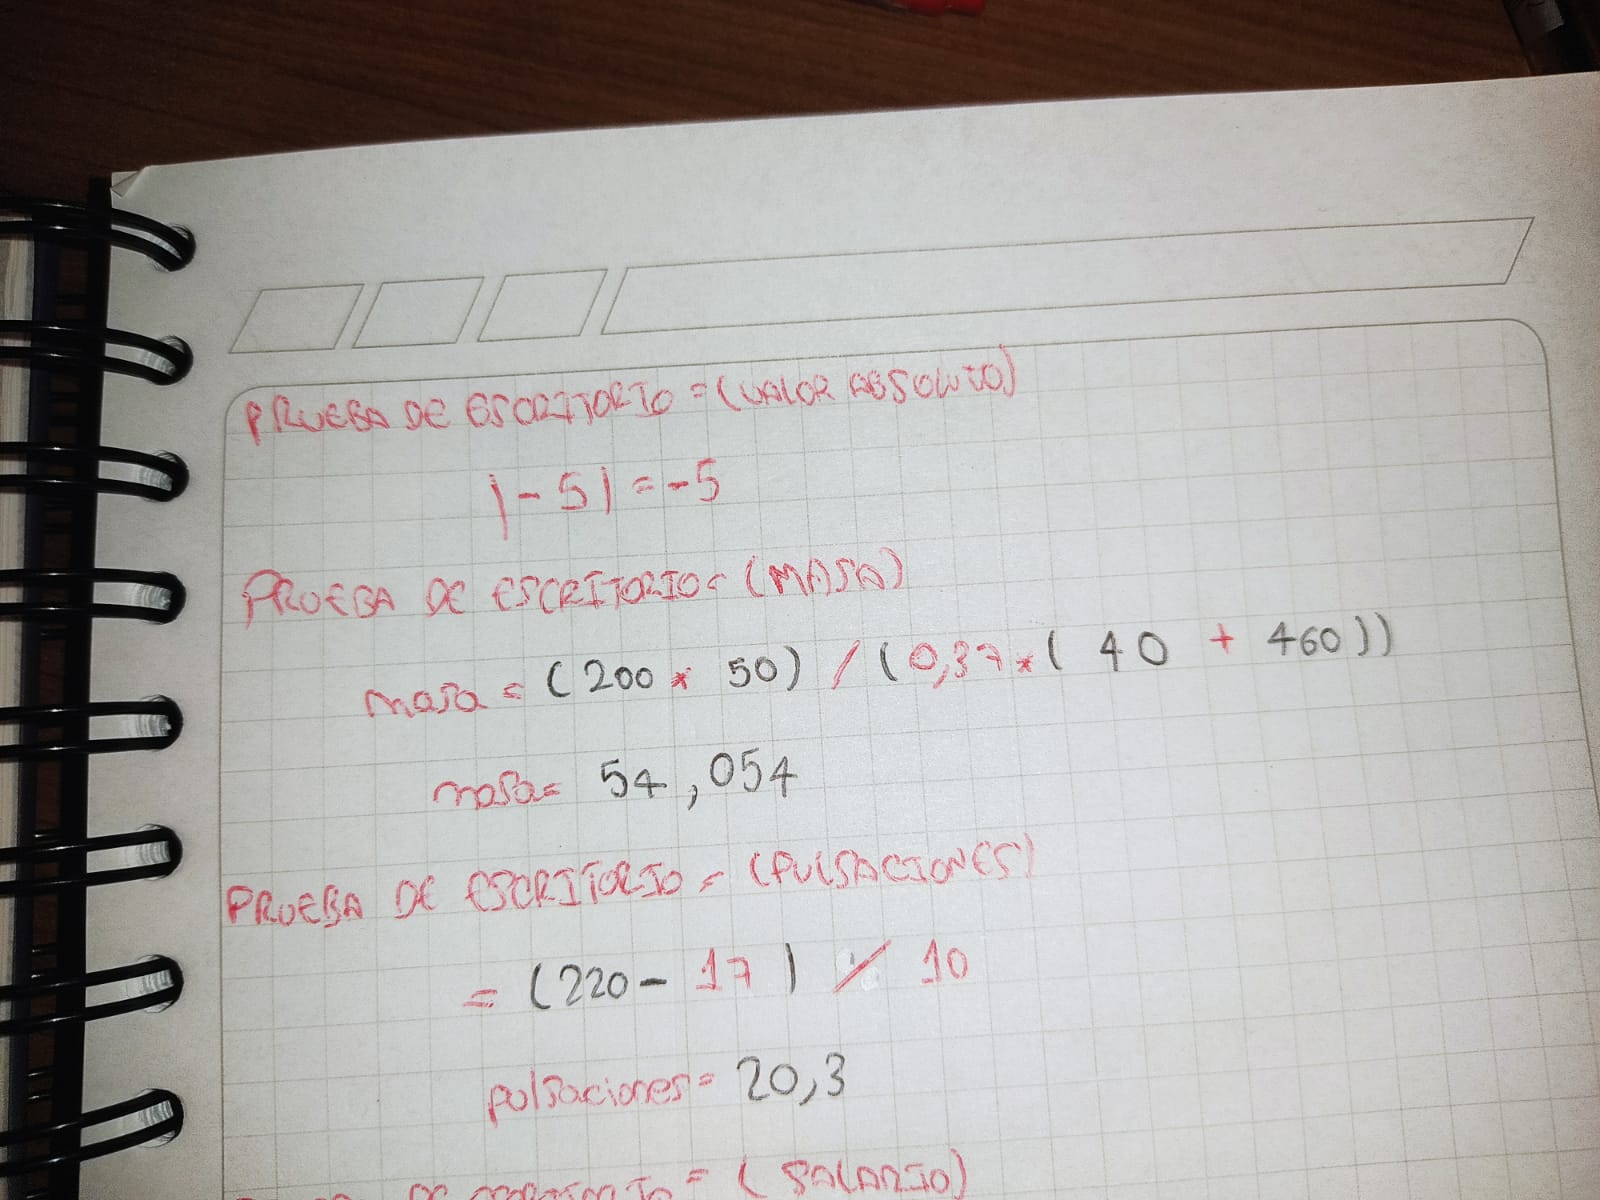 PRUEBA DE ESCRITORIO = (VALOR ABSOLUTO)
|-5| = -5
PRUEBA DE ESCRITORIO = (MASA)
masa = (200 * 50) / (0,37 * (40 + 460))
masa = 54,054
PRUEBA DE ESCRITORIO = (PULSACIONES)
= (220 - 17) / 10
pulsaciones = 20,3
DE ESCRITORIO = (SALARIO)